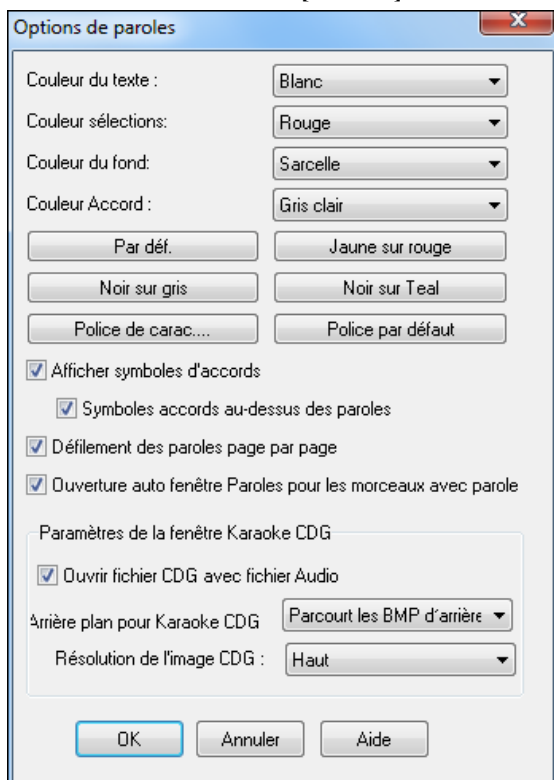 Options de paroles
Couleur du texte : Blanc
Couleur sélections: Rouge
Couleur du fond: Sarcelle
Couleur Accord : Gris clair
Par déf. Jaune sur rouge
Noir sur gris Noir sur Teal
Police de carac.... Police par défaut
Afficher symboles d'accords
Symboles accords au-dessus des paroles
Défilement des paroles page par page
Ouverture auto fenêtre Paroles pour les morceaux avec parole
Paramètres de la fenêtre Karaoke CDG
Ouvrir fichier CDG avec fichier Audio
Arrière plan pour Karaoke CDG Parcourt les BMP d´arrière
Résolution de l'image CDG : Haut
OK Annuler Aide